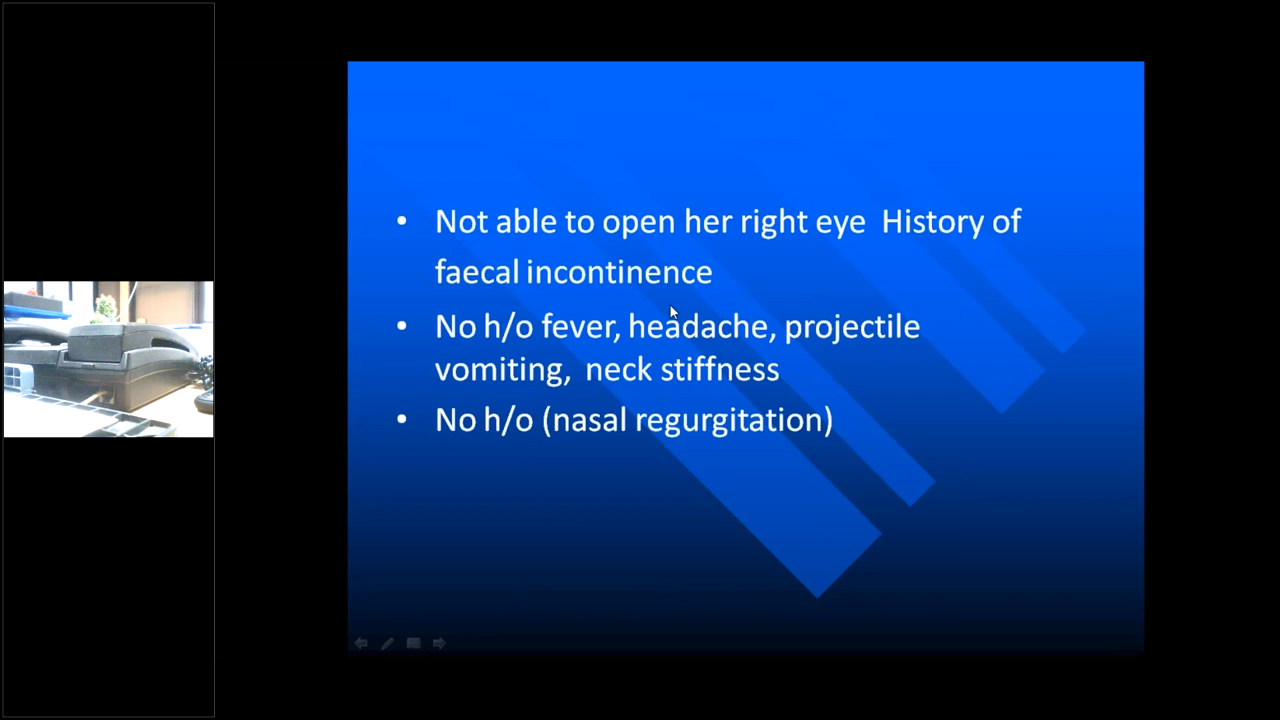 • Not able to open her right eye  History of
faecal incontinence
• No h/o fever, headache, projectile
vomiting,  neck stiffness
• No h/o (nasal regurgitation)